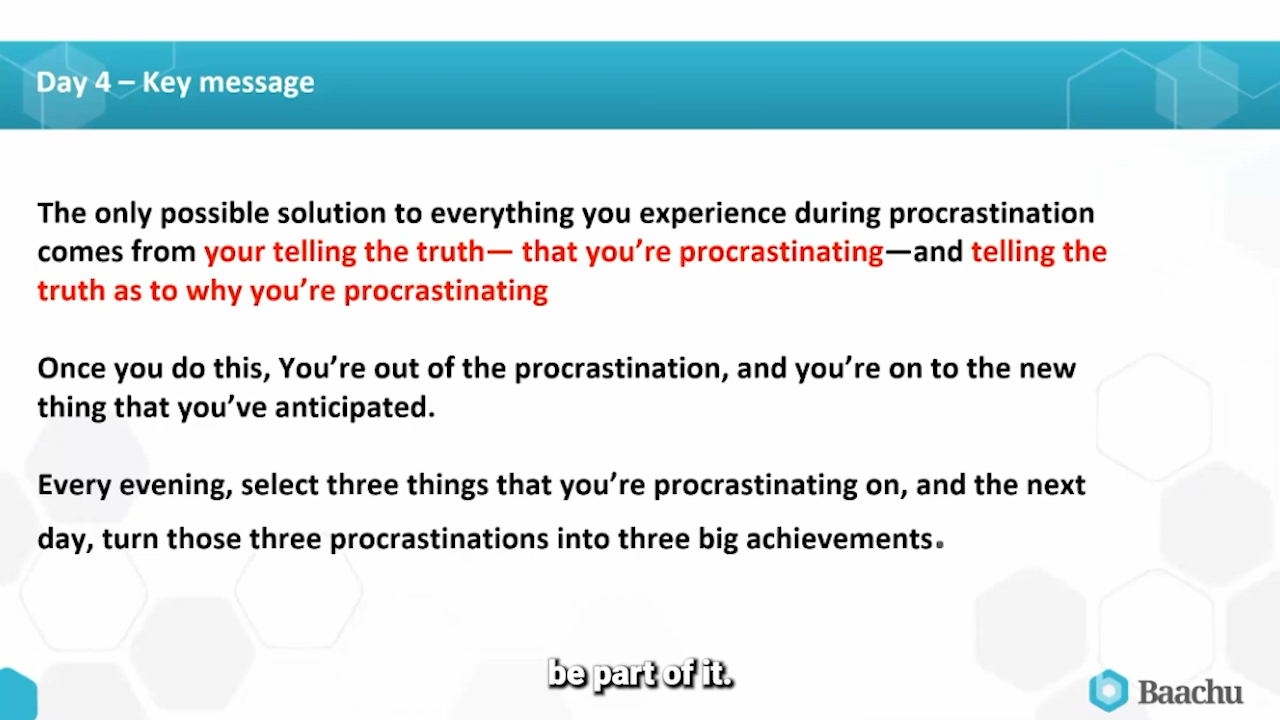 Day 4 – Key message
The only possible solution to everything you experience during procrastination
comes from your telling the truth— that you’re procrastinating—and telling the
truth as to why you’re procrastinating
Once you do this, You’re out of the procrastination, and you’re on to the new
thing that you’ve anticipated.
Every evening, select three things that you’re procrastinating on, and the next
day, turn those three procrastinations into three big achievements.
be part of it.
Baachu